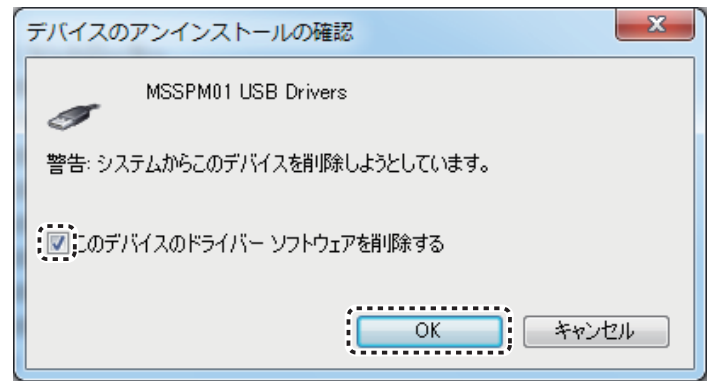 デバイスのアンインストールの確認
MSSPM01 USB Drivers
警告: システムからこのデバイスを削除しようとしています。
このデバイスのドライバー ソフトウェアを削除する
OK キャンセル